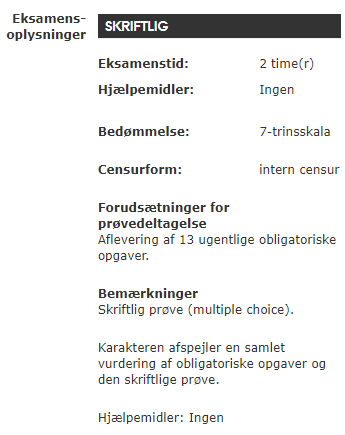 Eksamens-
oplysninger
SKRIFTLIG
Eksamenstid: 2 time(r)
Hjælpemidler: Ingen
Bedømmelse: 7-trinsskala
Censurform: intern censur
Forudsætninger for
prøvedeltagelse
Aflevering af 13 ugentlige obligatoriske
opgaver.
Bemærkninger
Skriftlig prøve (multiple choice).
Karakteren afspejler en samlet
vurdering af obligatoriske opgaver og
den skriftlige prøve.
Hjælpemidler: Ingen